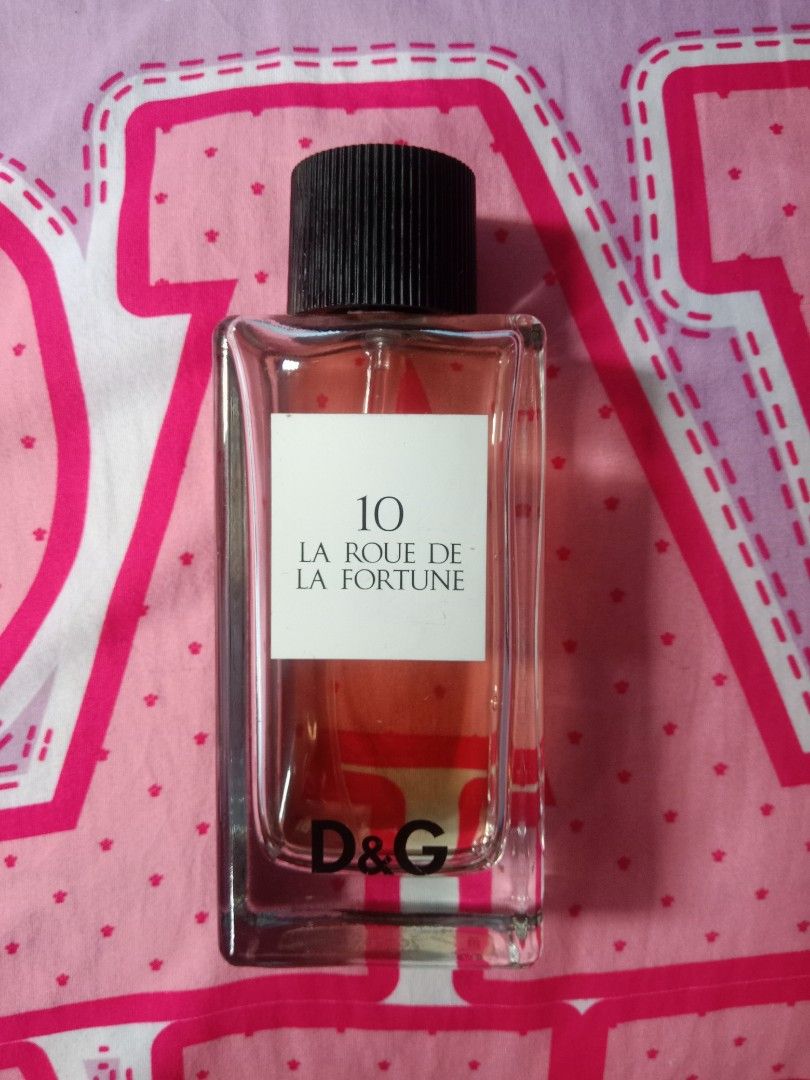 10
LA ROUE DE
LA FORTUNE
D&G